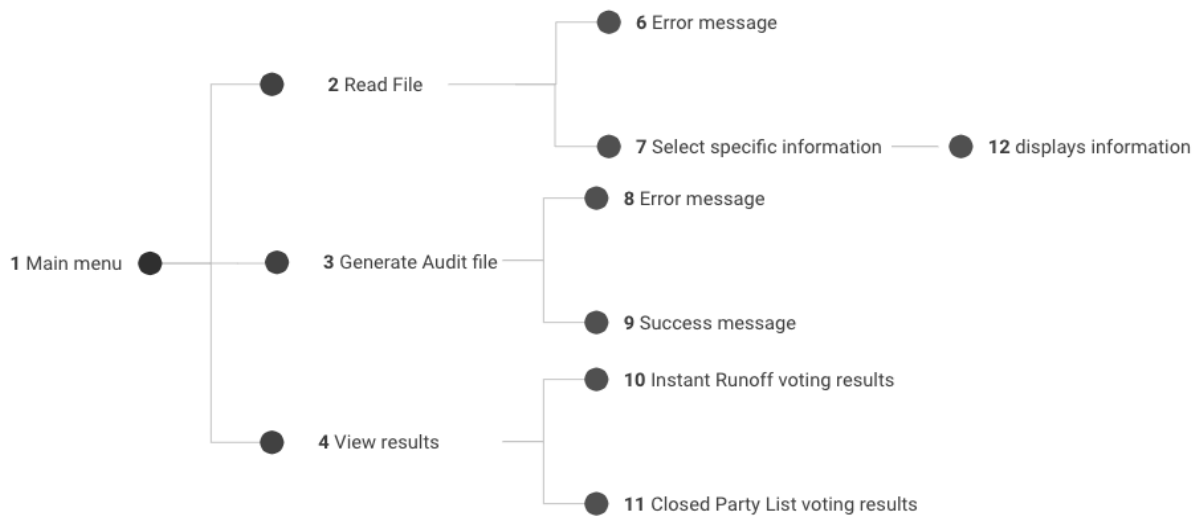 6 Error message
2 Read File
7 Select specific information
12 displays information
8 Error message
1 Main menu
3 Generate Audit file
9 Success message
10 Instant Runoff voting results
4 View results
11 Closed Party List voting results